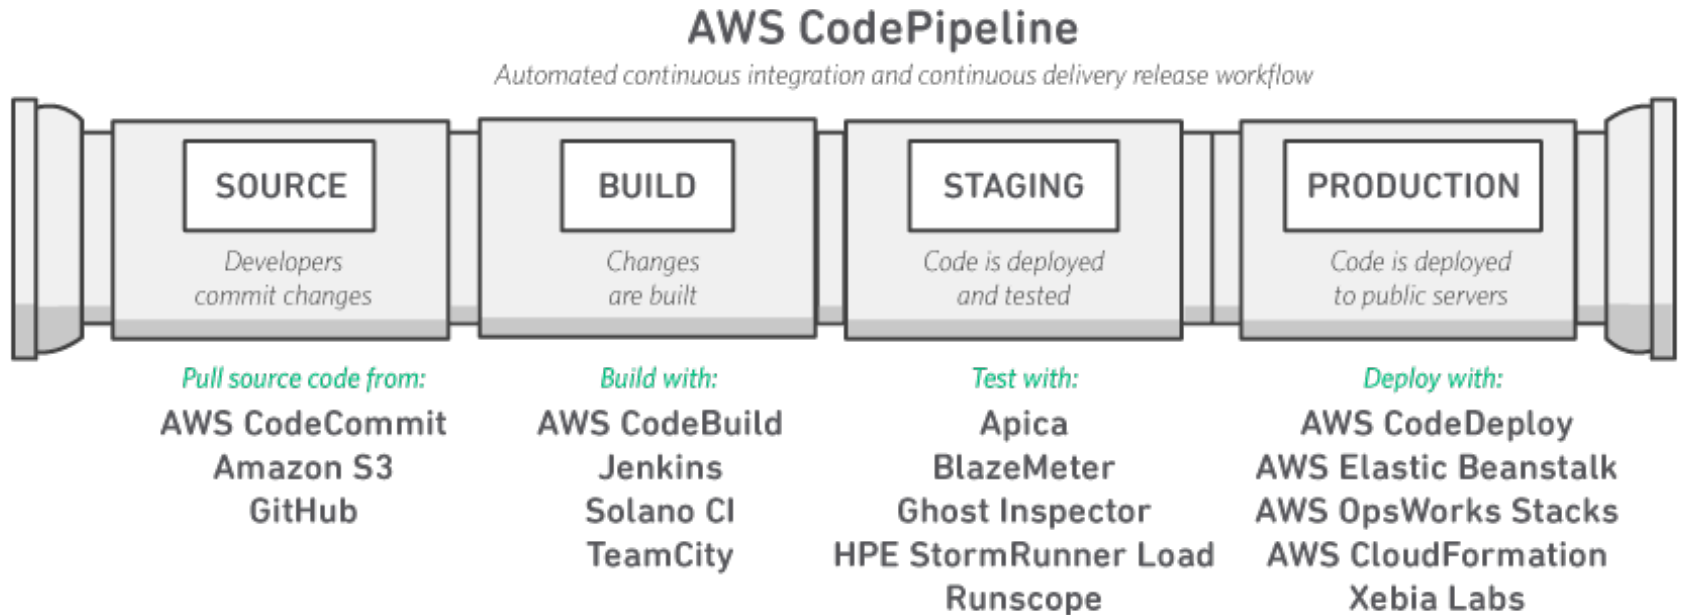 AWS CodePipeline
Automated continuous integration and continuous delivery release workflow
SOURCE
Developers
commit changes
Pull source code from:
AWS CodeCommit
Amazon S3
GitHub
BUILD
Changes
are built
Build with:
AWS CodeBuild
Jenkins
Solano CI
TeamCity
STAGING
Code is deployed
and tested
Test with:
Apica
BlazeMeter
Ghost Inspector
HPE StormRunner Load
Runscope
PRODUCTION
Code is deployed
to public servers
Deploy with:
AWS CodeDeploy
AWS Elastic Beanstalk
AWS OpsWorks Stacks
AWS CloudFormation
Xebia Labs